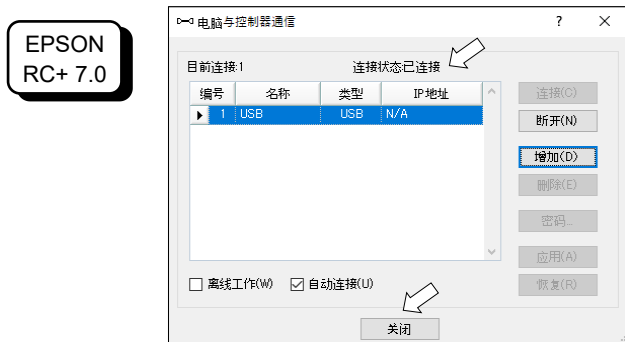 EPSON
RC+ 7.0
电脑与控制器通信
?
目前连接:1 连接状态:已连接
编号 名称 类型 IP地址
1 USB USB N/A
连接(C)
断开(N)
增加(D)
删除(E)
密码...
应用(A)
恢复(R)
离线工作(W) 自动连接(U)
关闭